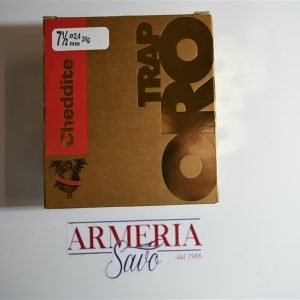 7½ ø2,4 28g
mm
Cheddite
TRAP
ORO
ARMERIA
Savo
dal 1966